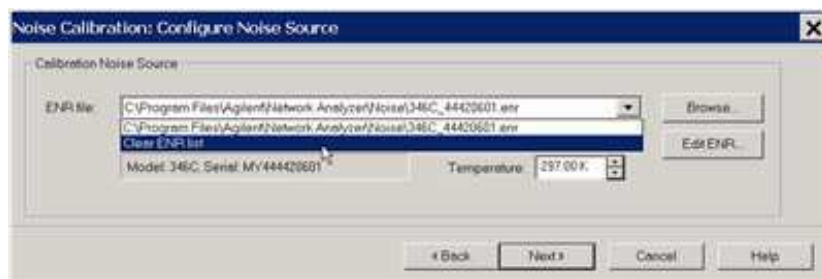 Noise Calibration: Configure Noise Source
Calibration Noise Source
ENR file:
C:\Program Files\Agilent\Network Analyzer\Noise\346C_44420601.enr
Browse...
C:\Program Files\Agilent\Network Analyzer\Noise\346C_44420601.enr
Clear ENR list
Edit ENR...
Model: 346C, Serial: MY444420601
Temperature:
297.00 K
< Back
Next >
Cancel
Help